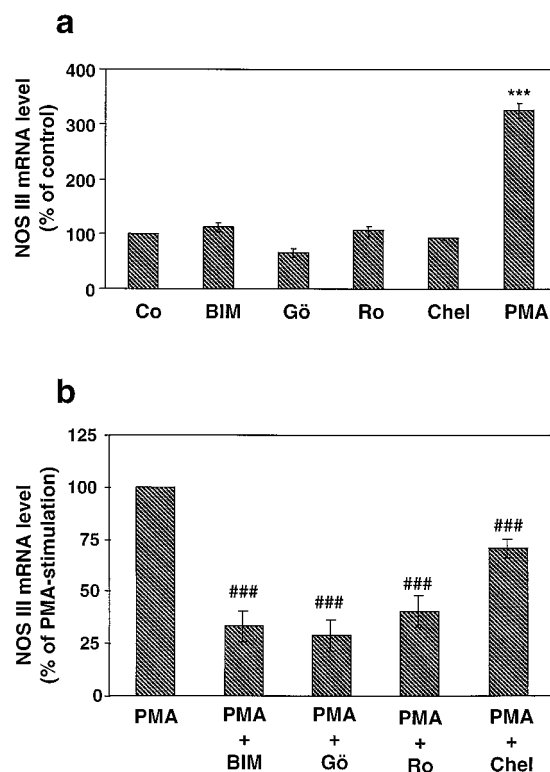 a
NOS III mRNA level
(% of control)
400
300
200
100
0
***
Co BIM Gö Ro Chel PMA
b
NOS III mRNA level
(% of PMA-stimulation)
125
100
75
50
25
0
### ### ### ###
PMA PMA PMA PMA PMA
+ + + +
BIM Gö Ro Chel